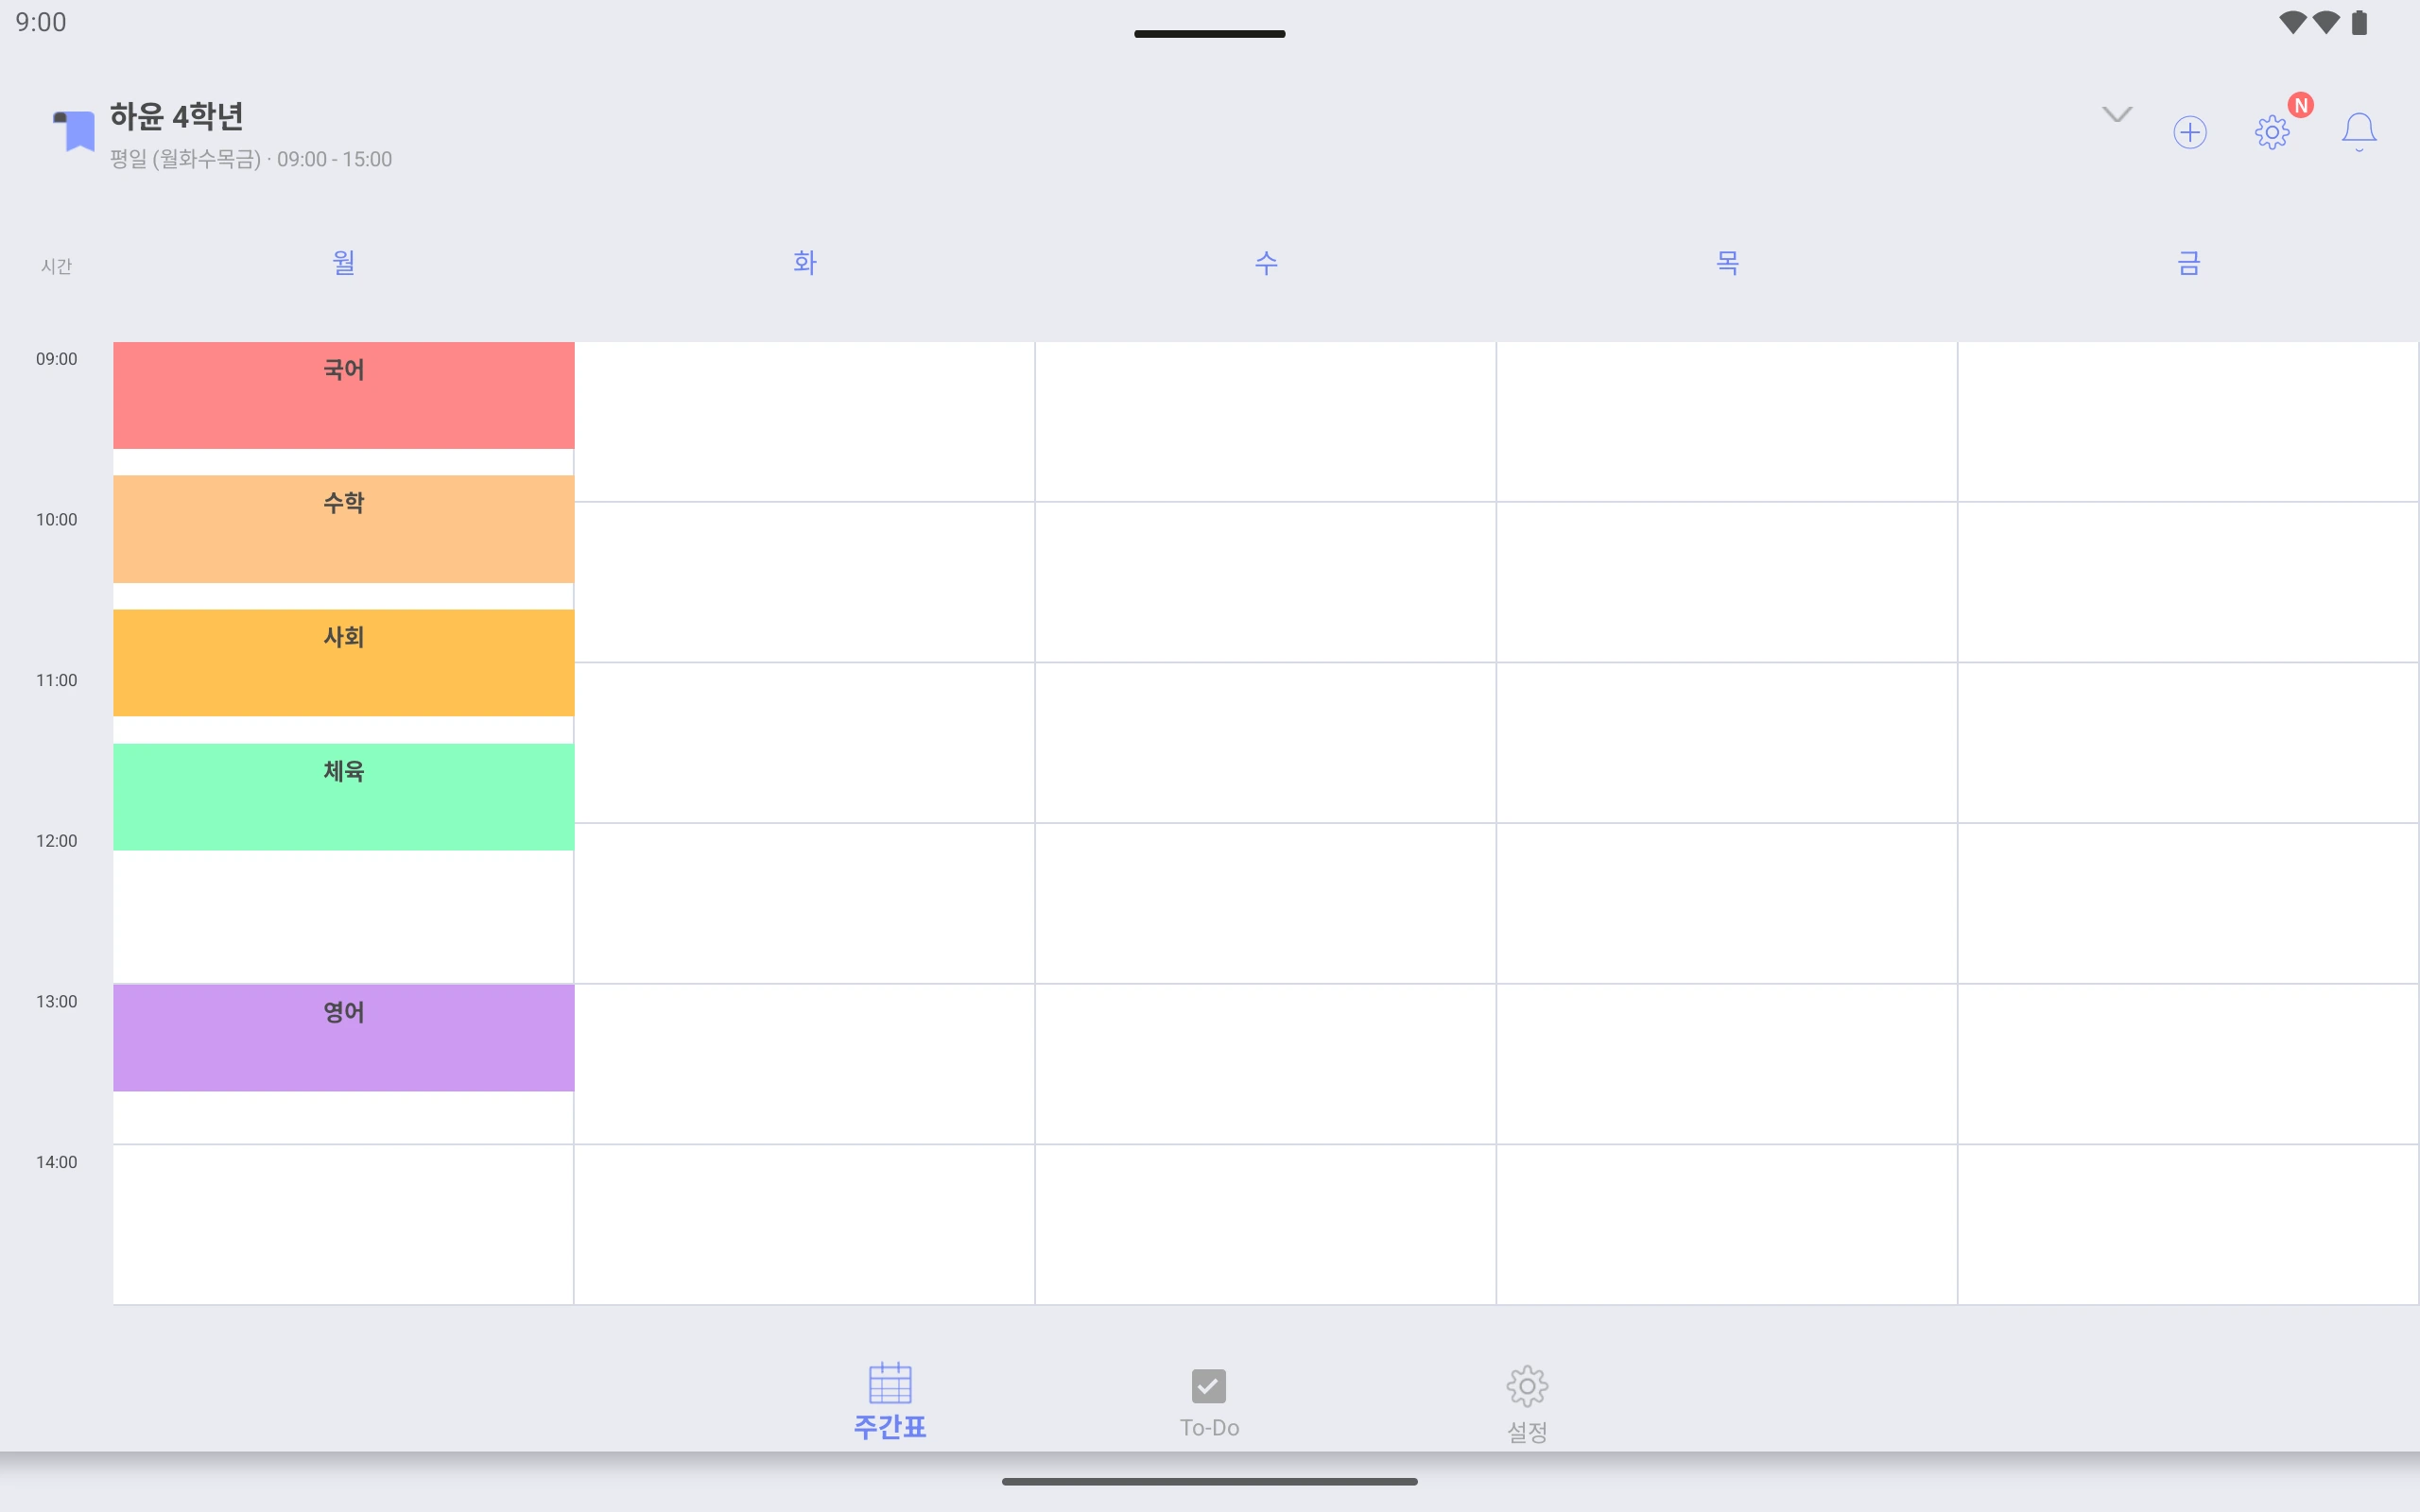 9:00
하윤 4학년
N
평일 (월화수목금) · 09:00 - 15:00
시간 월 화 수 목 금
09:00
국어
수학
10:00
사회
11:00
체육
12:00
13:00
영어
14:00
주간표 To-Do 설정